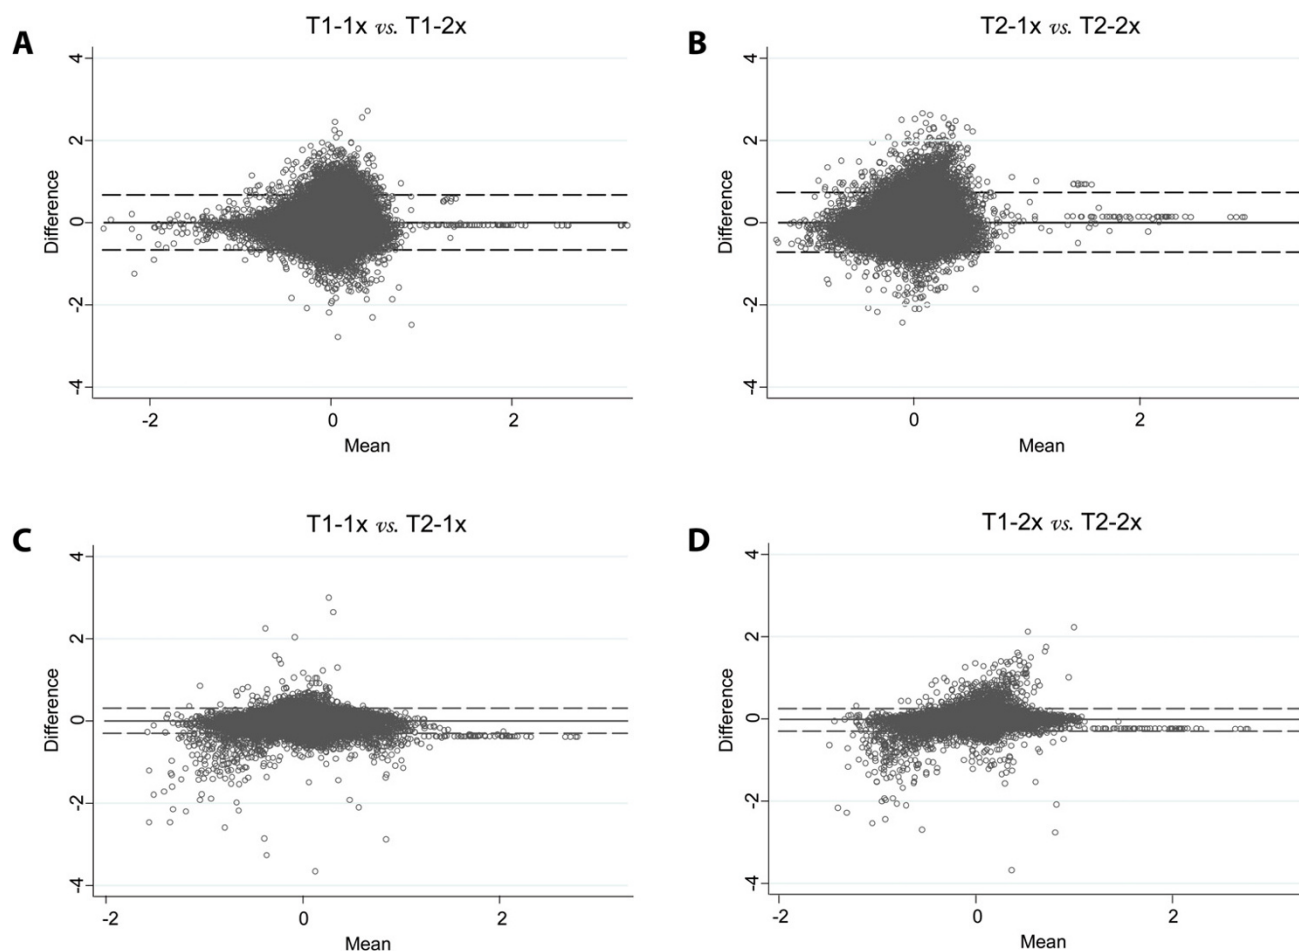 A
T1-1x vs. T1-2x
4
2
0
-2
-4
Difference
-2 0 2
Mean
B
T2-1x vs. T2-2x
4
2
0
-2
-4
Difference
0 2
Mean
C
T1-1x vs. T2-1x
4
2
0
-2
-4
Difference
-2 0 2
Mean
D
T1-2x vs. T2-2x
4
2
0
-2
-4
Difference
-2 0 2
Mean